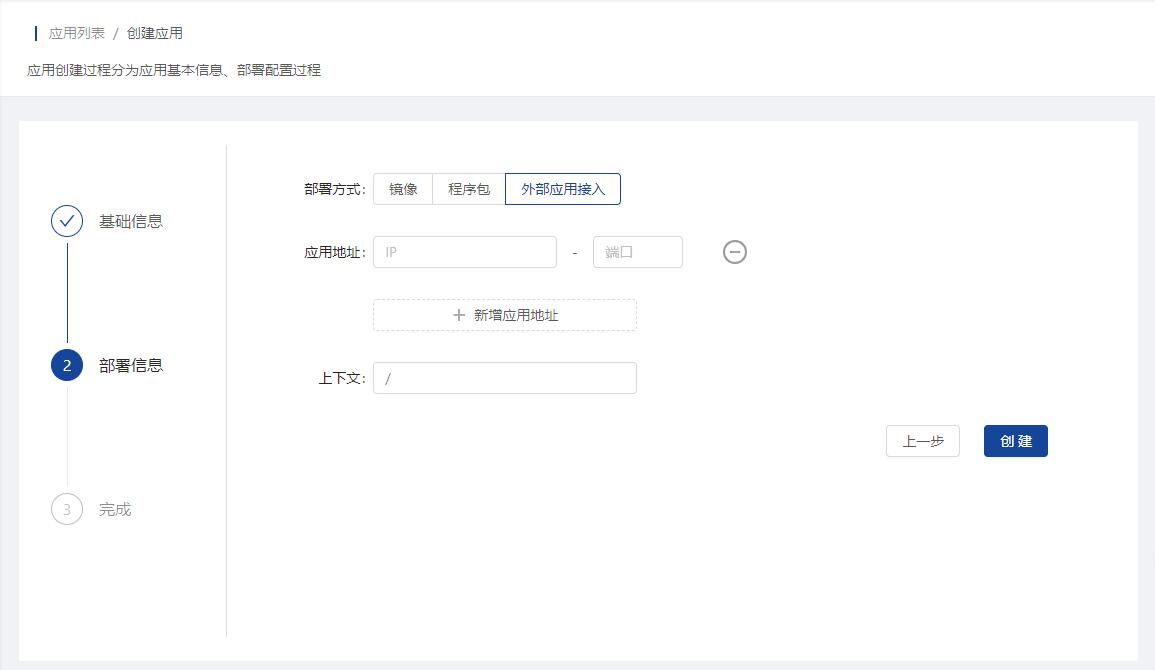 应用列表 / 创建应用
应用创建过程分为应用基本信息、部署配置过程
基础信息
2 部署信息
3 完成
部署方式: 镜像 程序包 外部应用接入
应用地址: IP - 端口
新增应用地址
上下文: /
上一步 创建